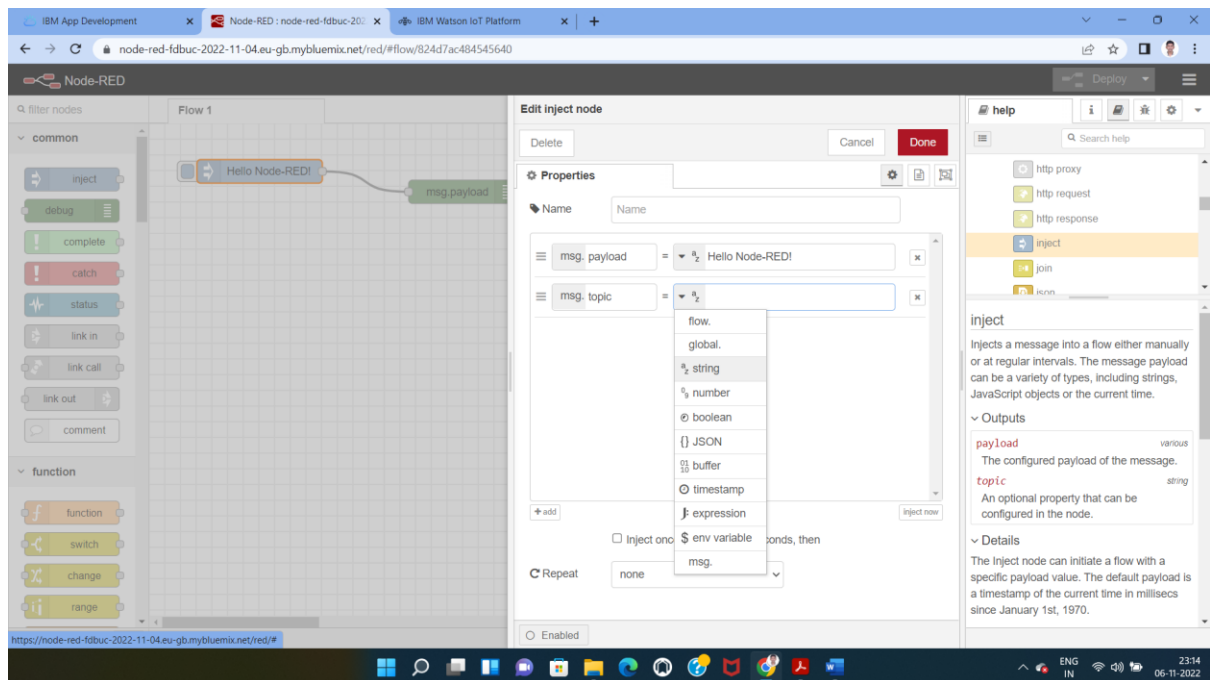 IBM App Development
Node-RED : node-red-fdbuc-202
IBM Watson IoT Platform
node-red-fdbuc-2022-11-04.eu-gb.mybluemix.net/red/#flow/824d7ac484545640
Node-RED
Deploy
filter nodes
Flow 1
common
inject
debug
complete
catch
status
link in
link call
link out
comment
function
function
switch
change
range
Hello Node-RED!
msg.payload
https://node-red-fdbuc-2022-11-04.eu-gb.mybluemix.net/red/#
Edit inject node
Delete
Cancel
Done
Properties
Name
Name
msg. payload = az Hello Node-RED!
msg. topic = az
flow.
global.
az string
09 number
boolean
{} JSON
01 10 buffer
timestamp
J: expression
$ env variable
msg.
+ add
inject now
Inject onc
onds, then
Repeat
none
Enabled
help
i
Search help
http proxy
http request
http response
inject
join
json
inject
Injects a message into a flow either manually
or at regular intervals. The message payload
can be a variety of types, including strings,
JavaScript objects or the current time.
Outputs
payload various
The configured payload of the message.
topic string
An optional property that can be
configured in the node.
Details
The Inject node can initiate a flow with a
specific payload value. The default payload is
a timestamp of the current time in millisecs
since January 1st, 1970.
ENG
IN
23:14
06-11-2022